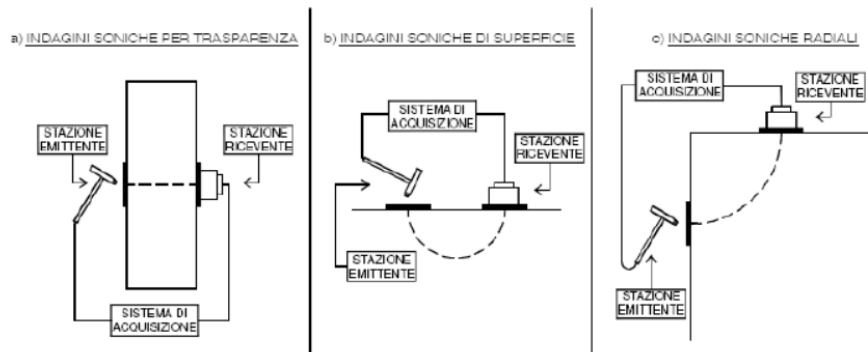 a) INDAGINI SONICHE PER TRASPARENZA
STAZIONE
EMITTENTE
STAZIONE
RICEVENTE
SISTEMA DI
ACQUISIZIONE
b) INDAGINI SONICHE DI SUPERFICIE
SISTEMA DI
ACQUISIZIONE
STAZIONE
RICEVENTE
STAZIONE
EMITTENTE
c) INDAGINI SONICHE RADIALI
SISTEMA DI
ACQUISIZIONE
STAZIONE
RICEVENTE
STAZIONE
EMITTENTE